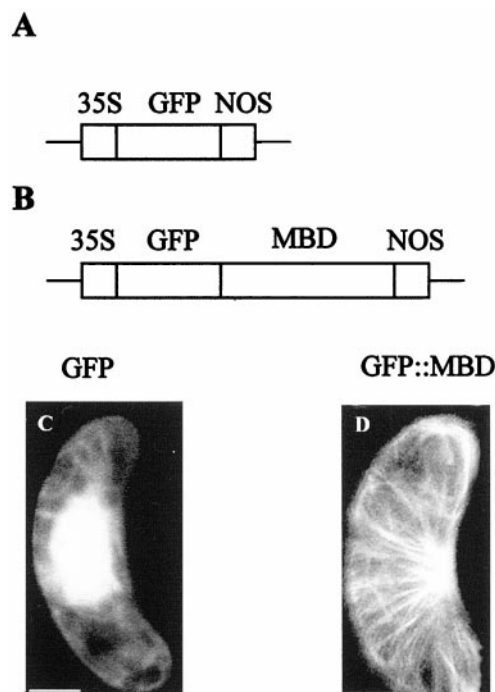 A
35S GFP NOS
B
35S GFP MBD NOS
GFP GFP::MBD
C D